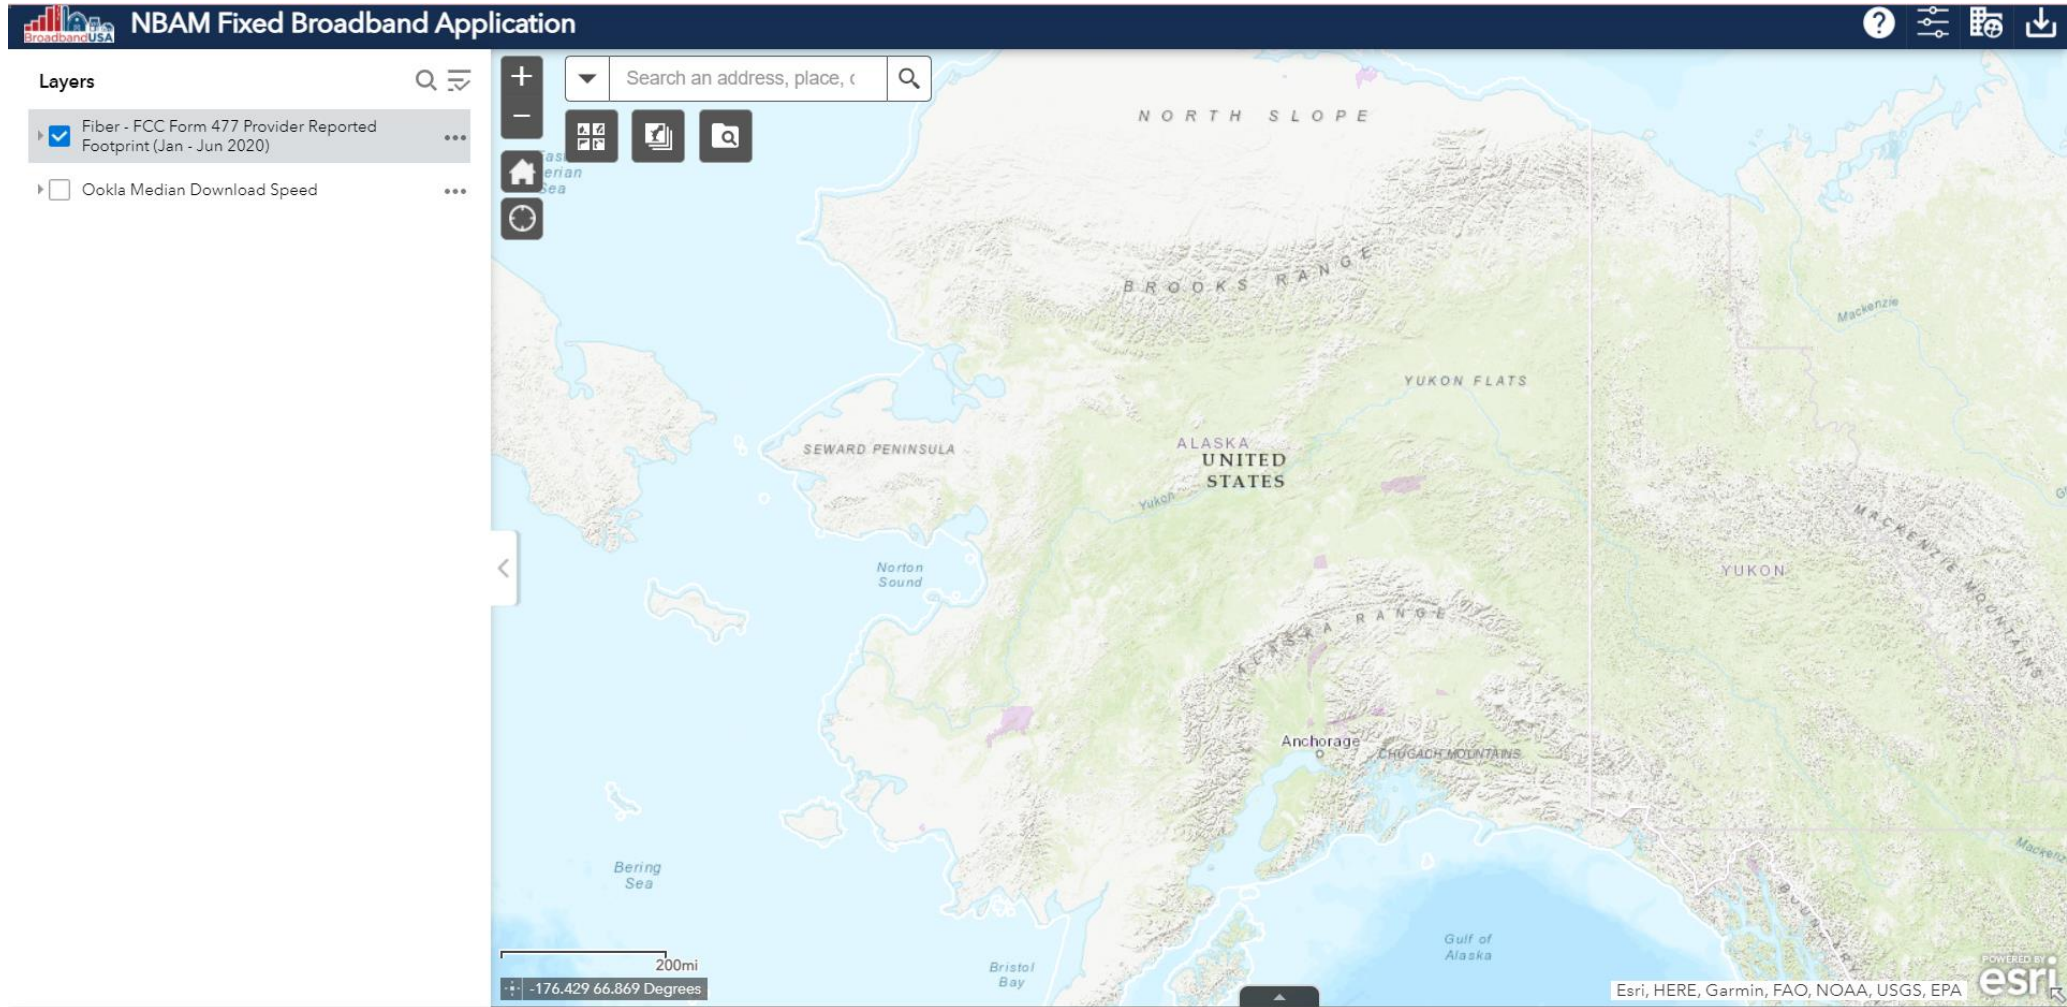 BroadbandUSA
NBAM Fixed Broadband Application
?
Layers
Fiber - FCC Form 477 Provider Reported
Footprint (Jan - Jun 2020)
Ookla Median Download Speed
+
Search an address, place, 
−
erian
Sea
NORTH SLOPE
BROOKS RANGE
Mackenzie
YUKON FLATS
ALASKA
SEWARD PENINSULA
UNITED
STATES
Yukon
MACKENZIE MOUNTAINS
Norton
Sound
YUKON
ALASKA RANGE
Anchorage
CHUGACH MOUNTAINS
Bering
Sea
Gulf of
Alaska
Bristol
Bay
200mi
-176.429 66.869 Degrees
POWERED BY
esri
Esri, HERE, Garmin, FAO, NOAA, USGS, EPA